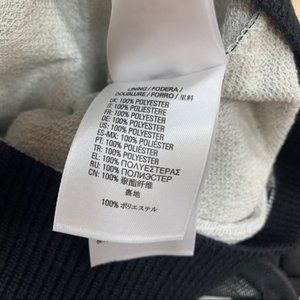 LINING / FODERA /
DOUBLURE / FORRO / 里料
UK: 100% POLYESTER
IT: 100% POLIESTERE
FR: 100% POLYESTER
DE: 100% POLYESTER
US: 100% POLYESTER
ES-MX: 100% POLIÉSTER
PT: 100% POLIÉSTER
TR: 100% POLYESTER
EL: 100% ΠΟΛΥΕΣΤΕΡΑΣ
RU: 100% ПОЛИЭСТЕР
CN: 100% 聚酯纤维
裏地
100% ポリエステル